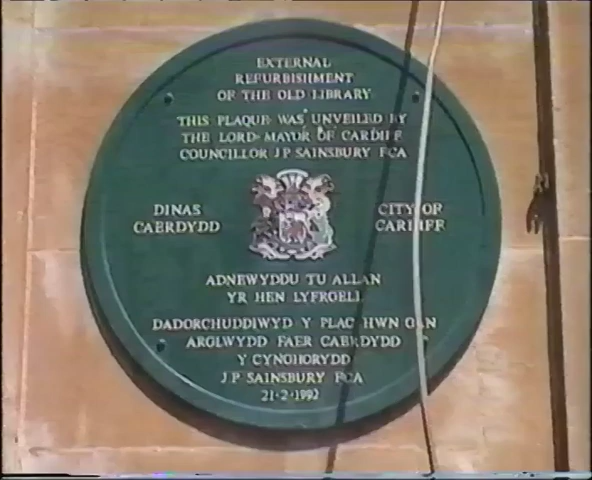 EXTERNAL
REFURBISHMENT
OF THE OLD LIBRARY
THIS PLAQUE WAS UNVEILED BY
THE LORD MAYOR OF CARDIFF
COUNCILLOR J P SAINSBURY FCA
DINAS
CAERDYDD
CITY OF
CARDIFF
ADNEWYDDU TU ALLAN
YR HEN LYFRGELL
DADORCHUDDIWYD Y PLAC HWN GAN
ARGLWYDD FAER CAERDYDD
Y CYNGHORYDD
J.P SAINSBURY FCA
21·2·1992